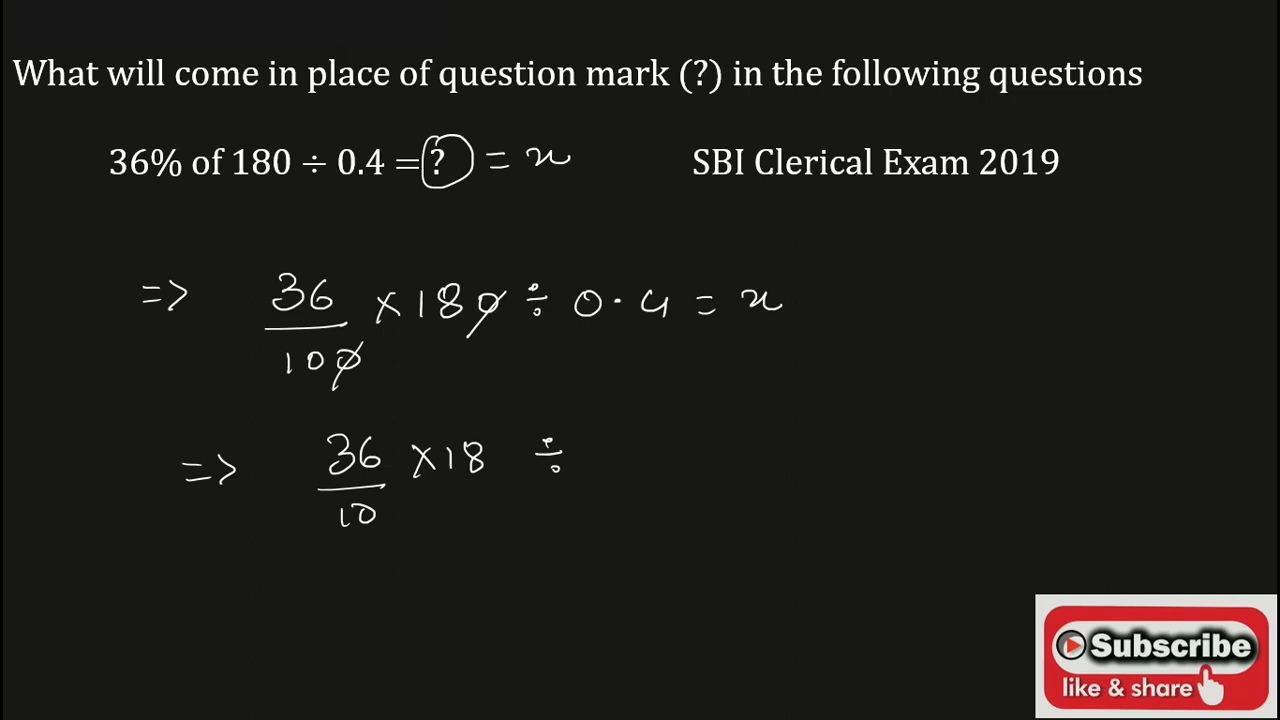 What will come in place of question mark (?) in the following questions
36% of 180 ÷ 0.4 =? = x SBI Clerical Exam 2019
=> 36/100 × 180 ÷ 0.4 = x
=> 36/10 × 18 ÷
Subscribe
like & share